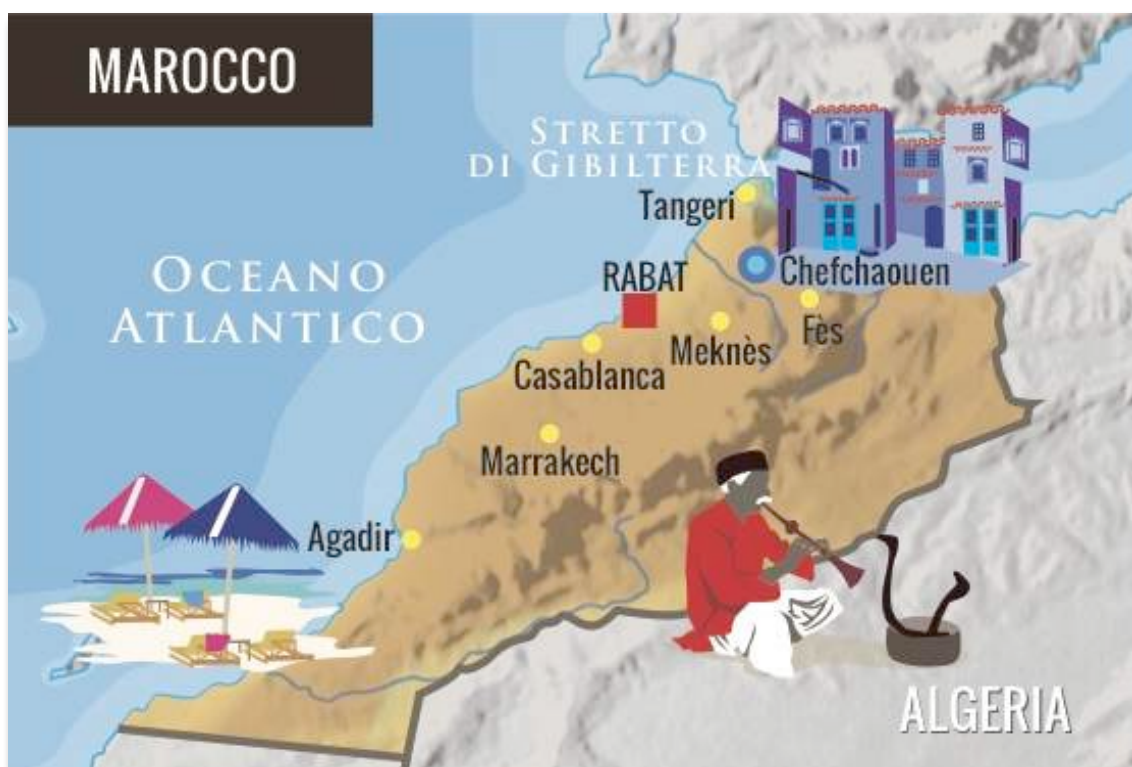 MAROCCO
STRETTO
DI GIBILTERRA
Tangeri
OCEANO
ATLANTICO
Chefchaouen
RABAT
Fès
Meknès
Casablanca
Marrakech
Agadir
ALGERIA